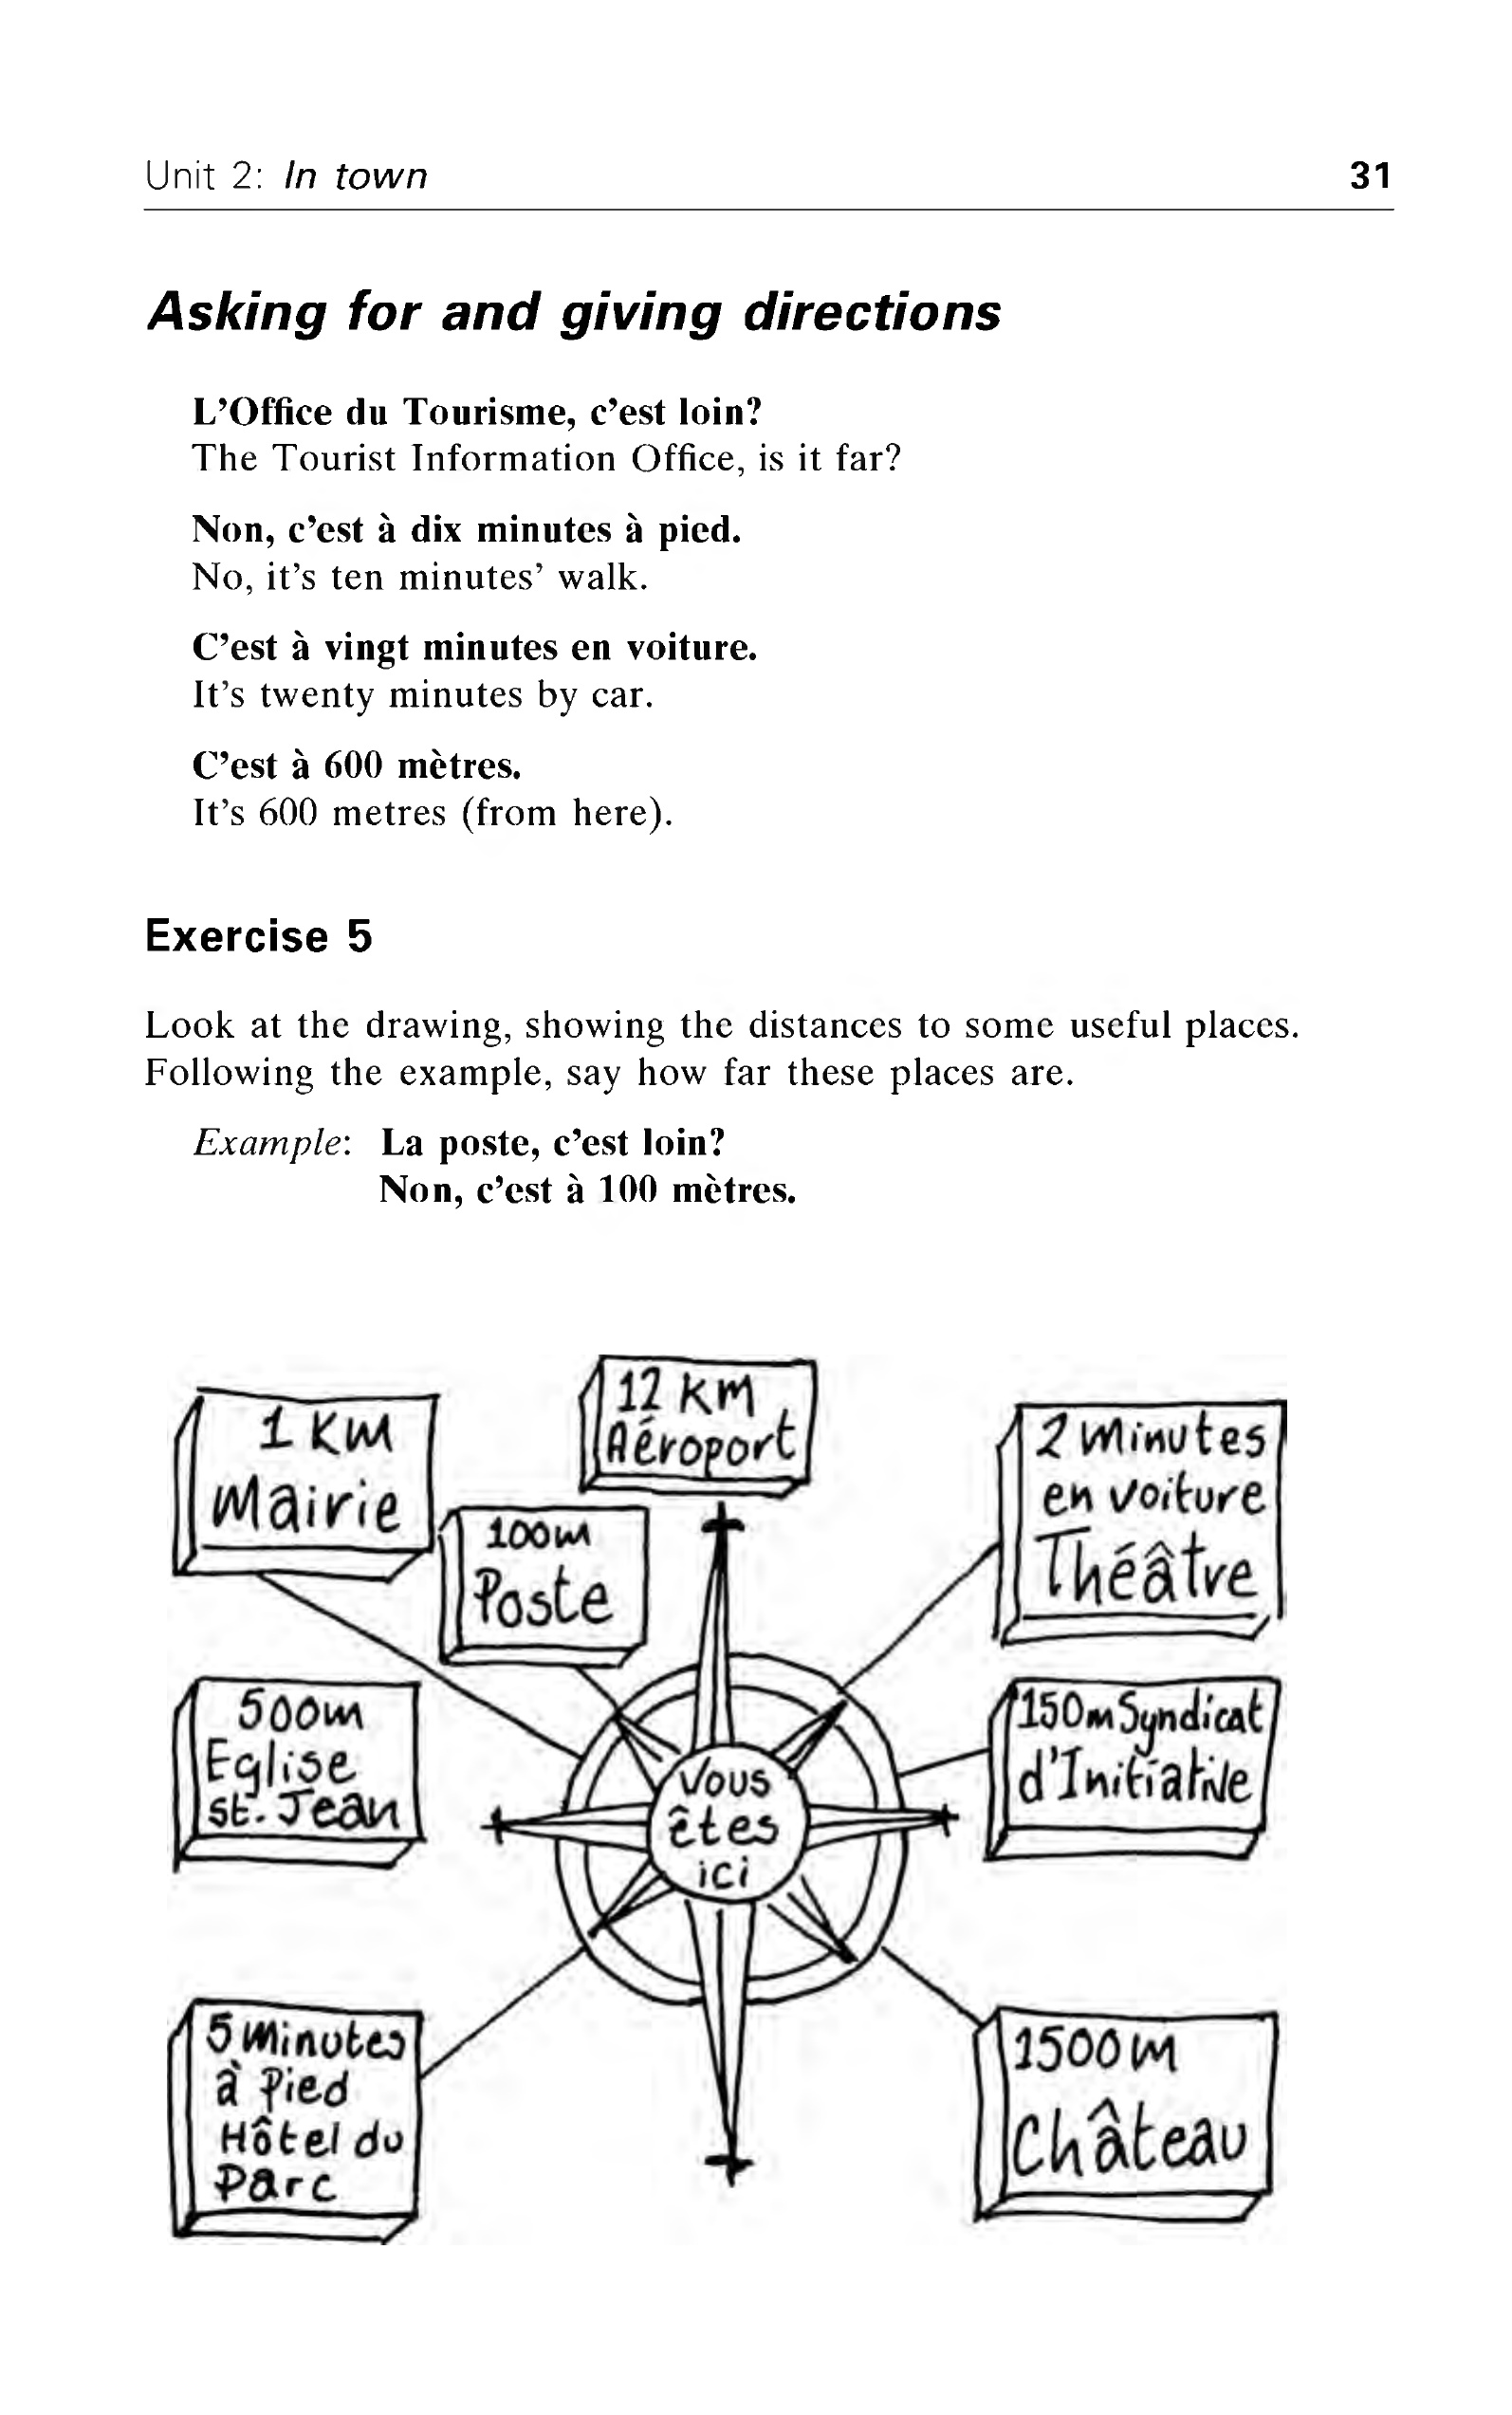 Unit 2: In town 31
Asking for and giving directions
L’Office du Tourisme, c’est loin?
The Tourist Information Office, is it far?
Non, c’est à dix minutes à pied.
No, it’s ten minutes’ walk.
C’est à vingt minutes en voiture.
It’s twenty minutes by car.
C’est à 600 mètres.
It’s 600 metres (from here).
Exercise 5
Look at the drawing, showing the distances to some useful places.
Following the example, say how far these places are.
Example: La poste, c’est loin?
Non, c’est à 100 mètres.
1 KM
Mairie
12 KM
Aéroport
2 Minutes
en voiture
Théâtre
100m
Poste
500m
Eglise
St. Jean
Vous
êtes
ici
150m Syndicat
d'Initiative
5 Minutes
à Pied
Hôtel du
Parc
1500 M
Château